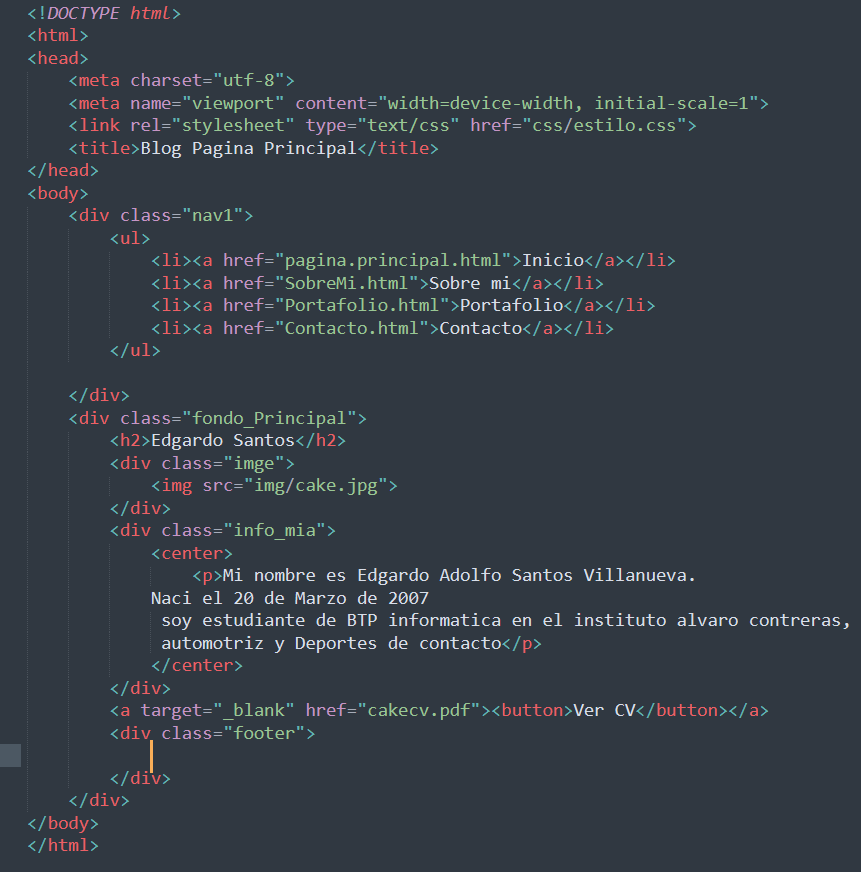 <!DOCTYPE html>
<html>
<head>
    <meta charset="utf-8">
    <meta name="viewport" content="width=device-width, initial-scale=1">
    <link rel="stylesheet" type="text/css" href="css/estilo.css">
    <title>Blog Pagina Principal</title>
</head>
<body>
    <div class="nav1">
        <ul>
            <li><a href="pagina.principal.html">Inicio</a></li>
            <li><a href="SobreMi.html">Sobre mi</a></li>
            <li><a href="Portafolio.html">Portafolio</a></li>
            <li><a href="Contacto.html">Contacto</a></li>
        </ul>

    </div>
    <div class="fondo_Principal">
        <h2>Edgardo Santos</h2>
        <div class="imge">
            <img src="img/cake.jpg">
        </div>
        <div class="info_mia">
            <center>
                <p>Mi nombre es Edgardo Adolfo Santos Villanueva.
            Naci el 20 de Marzo de 2007
             soy estudiante de BTP informatica en el instituto alvaro contreras,
             automotriz y Deportes de contacto</p>
            </center>
        </div>
        <a target="_blank" href="cakecv.pdf"><button>Ver CV</button></a>
        <div class="footer">

        </div>
    </div>
</body>
</html>